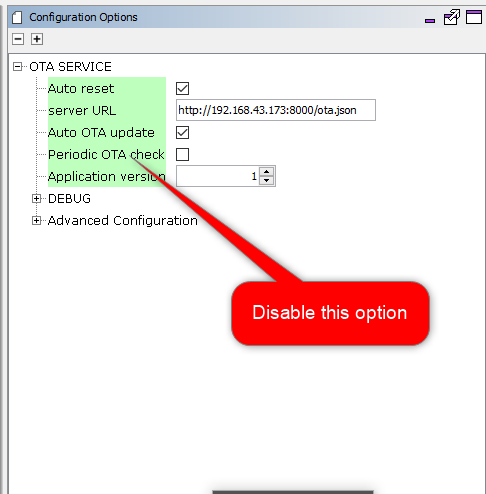 Configuration Options
OTA SERVICE
Auto reset
server URL http://192.168.43.173:8000/ota.json
Auto OTA update
Periodic OTA check
Application version 1
DEBUG
Advanced Configuration
Disable this option